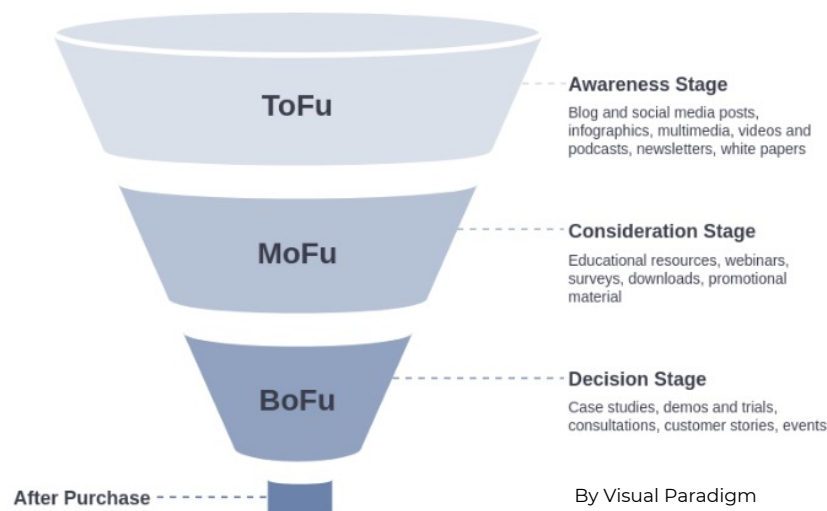 ToFu
Awareness Stage
Blog and social media posts,
infographics, multimedia, videos and
podcasts, newsletters, white papers
MoFu
Consideration Stage
Educational resources, webinars,
surveys, downloads, promotional
material
BoFu
Decision Stage
Case studies, demos and trials,
consultations, customer stories, events
After Purchase
By Visual Paradigm